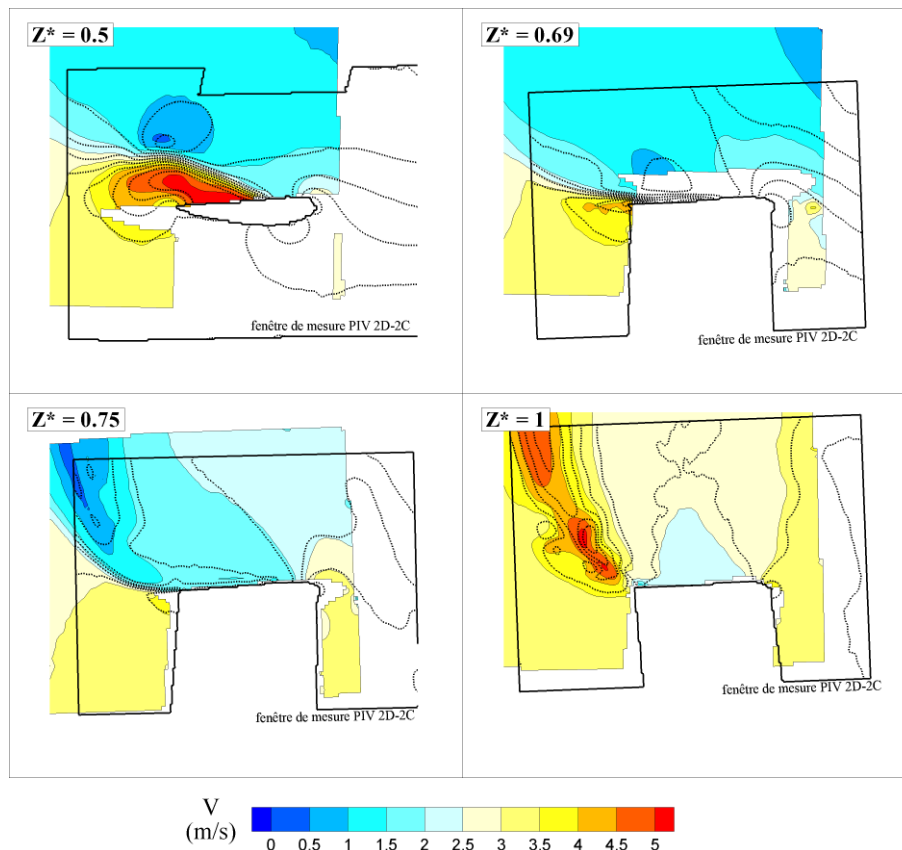 Z* = 0.5
Z* = 0.69
fenêtre de mesure PIV 2D-2C
fenêtre de mesure PIV 2D-2C
Z* = 0.75
Z* = 1
fenêtre de mesure PIV 2D-2C
fenêtre de mesure PIV 2D-2C
V
(m/s)
0 0.5 1 1.5 2 2.5 3 3.5 4 4.5 5